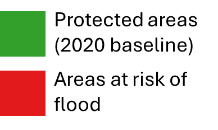 Protected areas
(2020 baseline)
Areas at risk of
flood